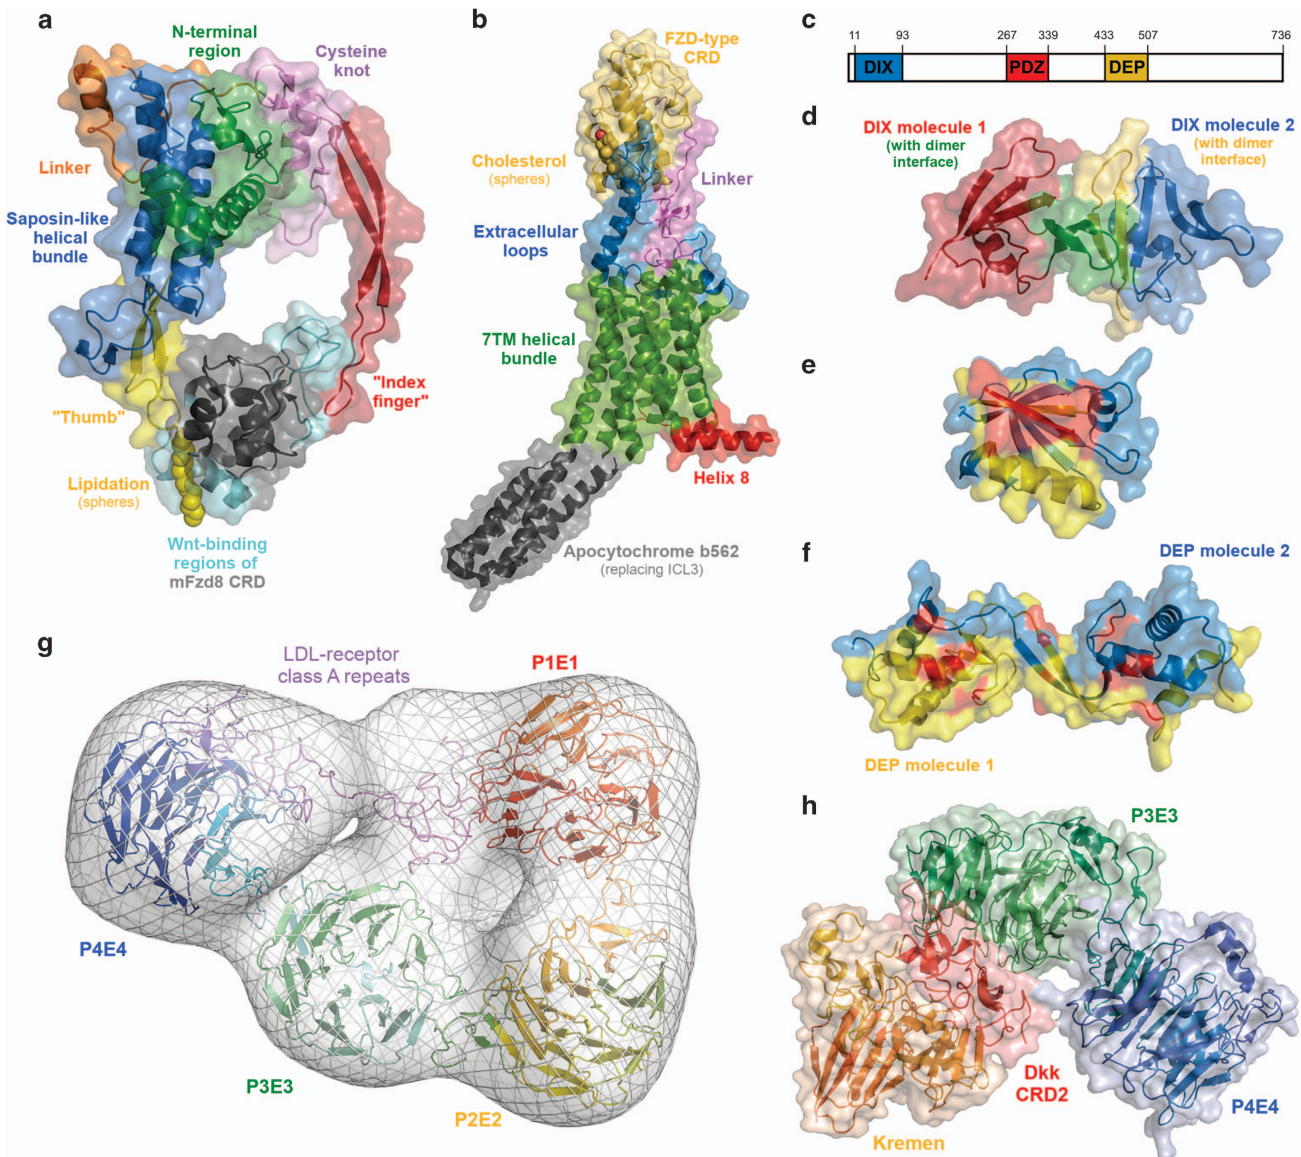 a
N-terminal
region
Cysteine
knot
Linker
Saposin-like
helical
bundle
"Thumb"
"Index
finger"
Lipidation
(spheres)
Wnt-binding
regions of
mFzd8 CRD
b
FZD-type
CRD
Cholesterol
(spheres)
Linker
Extracellular
loops
7TM helical
bundle
Helix 8
Apocytochrome b562
(replacing ICL3)
c
11 93 267 339 433 507 736
DIX PDZ DEP
d
DIX molecule 1
(with dimer
interface)
DIX molecule 2
(with dimer
interface)
e
f
DEP molecule 2
DEP molecule 1
g
LDL-receptor
class A repeats
P1E1
P4E4
P3E3
P2E2
h
P3E3
Dkk
CRD2
Kremen
P4E4